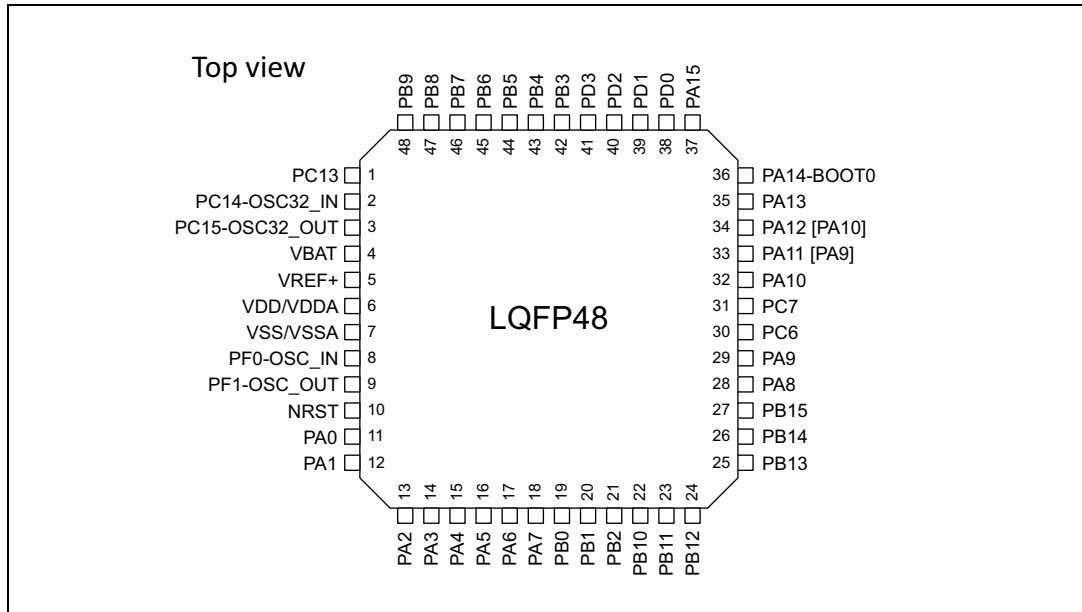 Top view
PB9
PB8
PB7
PB6
PB5
PB4
PB3
PD3
PD2
PD1
PD0
PA15
48
47
46
45
44
43
42
41
40
39
38
37
PC13 1
PC14-OSC32_IN 2
PC15-OSC32_OUT 3
VBAT 4
VREF+ 5
VDD/VDDA 6
VSS/VSSA 7
PF0-OSC_IN 8
PF1-OSC_OUT 9
NRST 10
PA0 11
PA1 12
LQFP48
36 PA14-BOOT0
35 PA13
34 PA12 [PA10]
33 PA11 [PA9]
32 PA10
31 PC7
30 PC6
29 PA9
28 PA8
27 PB15
26 PB14
25 PB13
13
14
15
16
17
18
19
20
21
22
23
24
PA2
PA3
PA4
PA5
PA6
PA7
PB0
PB1
PB2
PB10
PB11
PB12